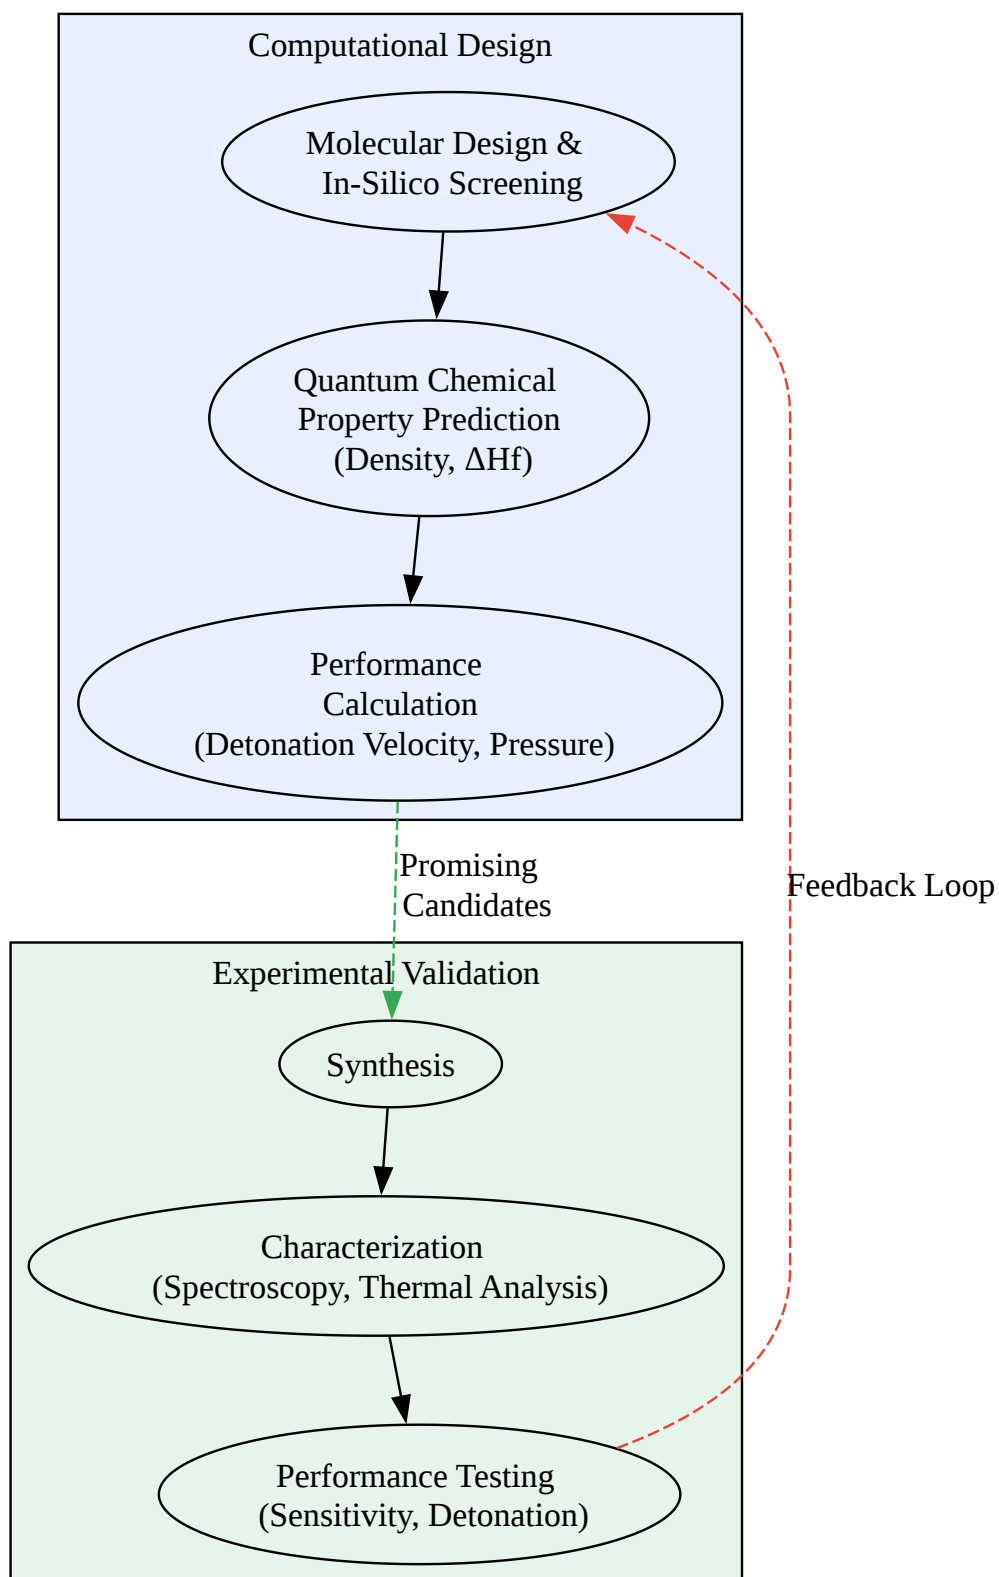 Computational Design
Molecular Design &
In-Silico Screening
Quantum Chemical
Property Prediction
(Density, ΔHf)
Performance
Calculation
(Detonation Velocity, Pressure)
Promising
Candidates
Feedback Loop
Experimental Validation
Synthesis
Characterization
(Spectroscopy, Thermal Analysis)
Performance Testing
(Sensitivity, Detonation)